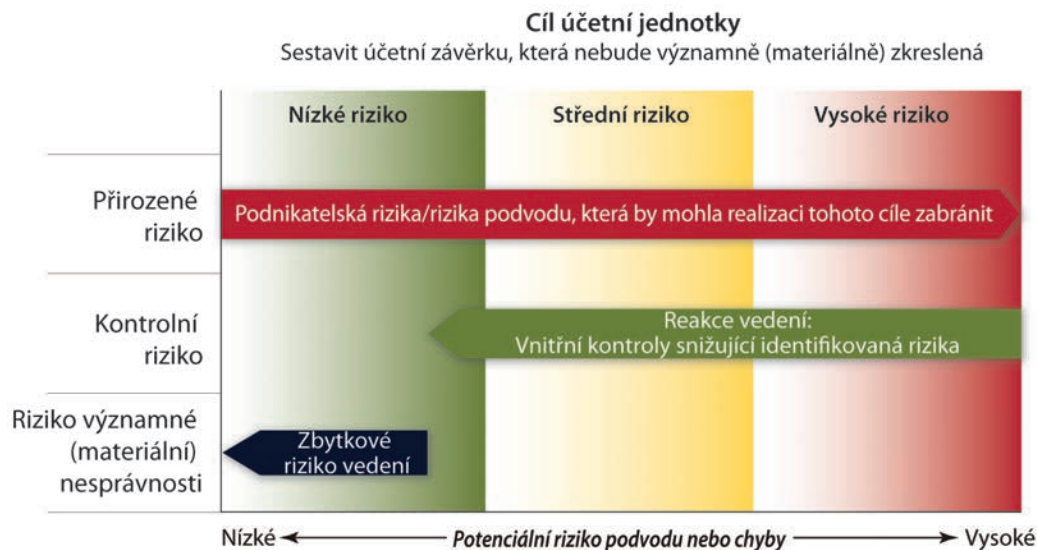 Cíl účetní jednotky
Sestavit účetní závěrku, která nebude významně (materiálně) zkreslená
Nízké riziko
Střední riziko
Vysoké riziko
Přirozené
riziko
Podnikatelská rizika/rizika podvodu, která by mohla realizaci tohoto cíle zabránit
Kontrolní
riziko
Reakce vedení:
Vnitřní kontroly snižující identifikovaná rizika
Riziko významné
(materiální)
nesprávnosti
Zbytkové
riziko vedení
Nízké
Potenciální riziko podvodu nebo chyby
Vysoké